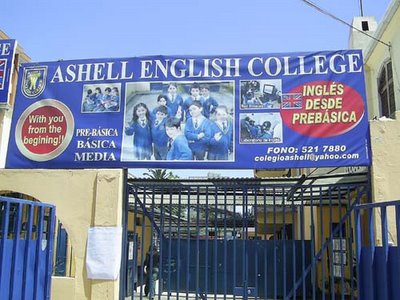 ASHELL ENGLISH COLLEGE
With you
from the
begining!!
PRE-BÁSICA
BÁSICA
MEDIA
INGLÉS
DESDE
PREBÁSICA
FONO: 521 7880
colegioashell@yahoo.com